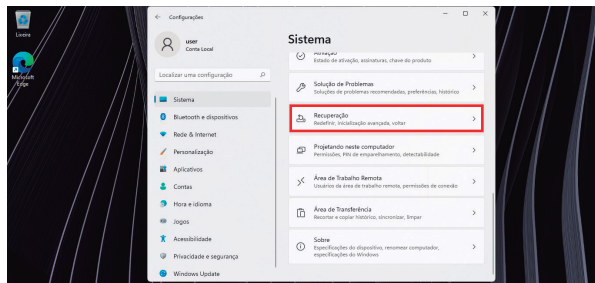 Lixeira
Microsoft
Edge
Configurações
user
Conta Local
Localizar uma configuração
Sistema
Bluetooth e dispositivos
Rede & Internet
Personalização
Aplicativos
Contas
Hora e idioma
Jogos
Acessibilidade
Privacidade e segurança
Windows Update
Sistema
Ativação
Estado de ativação, assinaturas, chave do produto
Solução de Problemas
Soluções de problemas recomendadas, preferências, histórico
Recuperação
Redefinir, inicialização avançada, voltar
Projetando neste computador
Permissões, PIN de emparelhamento, detectabilidade
Área de Trabalho Remota
Usuários da área de trabalho remota, permissões de conexão
Área de Transferência
Recortar e copiar histórico, sincronizar, limpar
Sobre
Especificações do dispositivo, renomear computador,
especificações do Windows